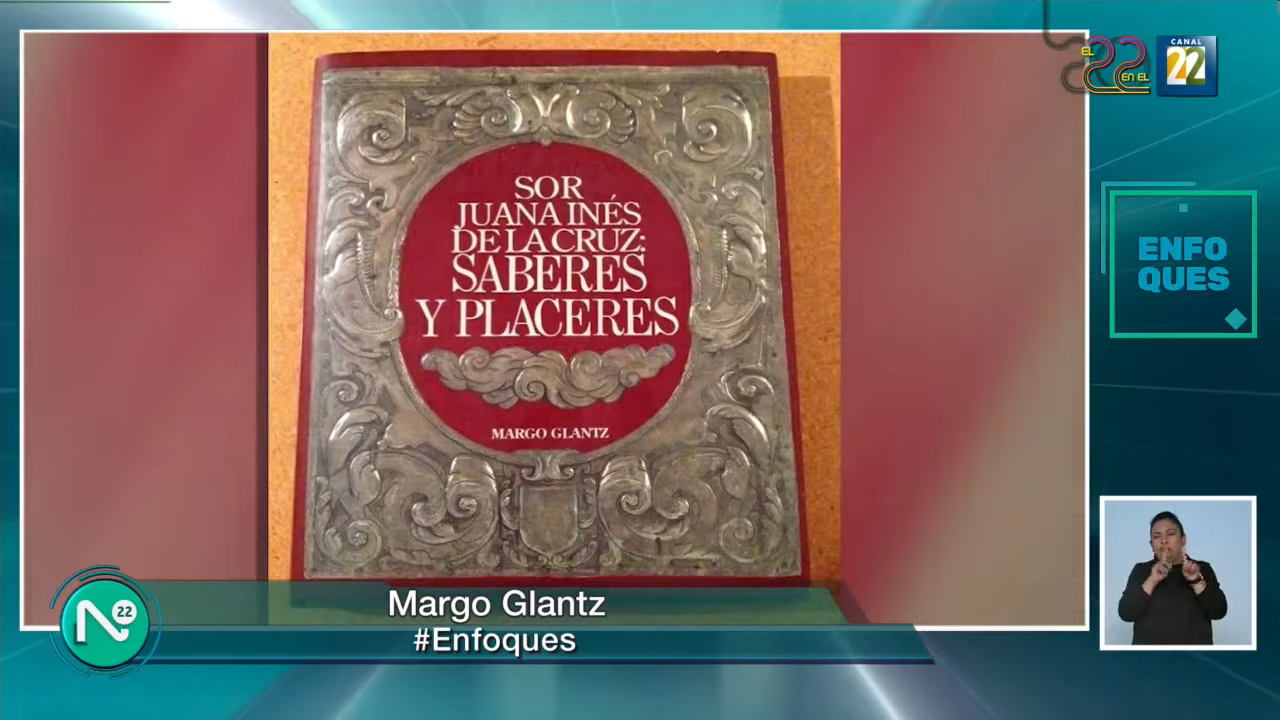 SOR
JUANA INÉS
DE LA CRUZ:
SABERES
Y PLACERES
MARGO GLANTZ
EL 22 EN EL
CANAL
22
ENFO
QUES
N 22
Margo Glantz
#Enfoques